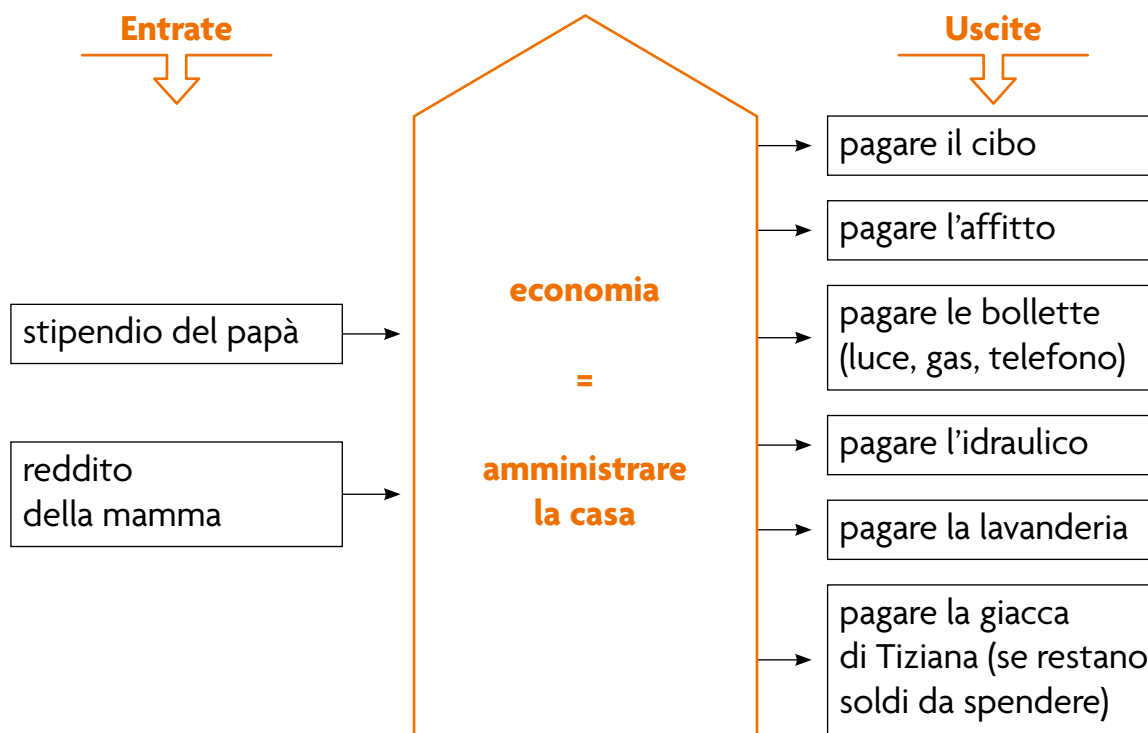 Entrate
stipendio del papà
reddito
della mamma
economia
=
amministrare
la casa
Uscite
pagare il cibo
pagare l'affitto
pagare le bollette
(luce, gas, telefono)
pagare l'idraulico
pagare la lavanderia
pagare la giacca
di Tiziana (se restano
soldi da spendere)